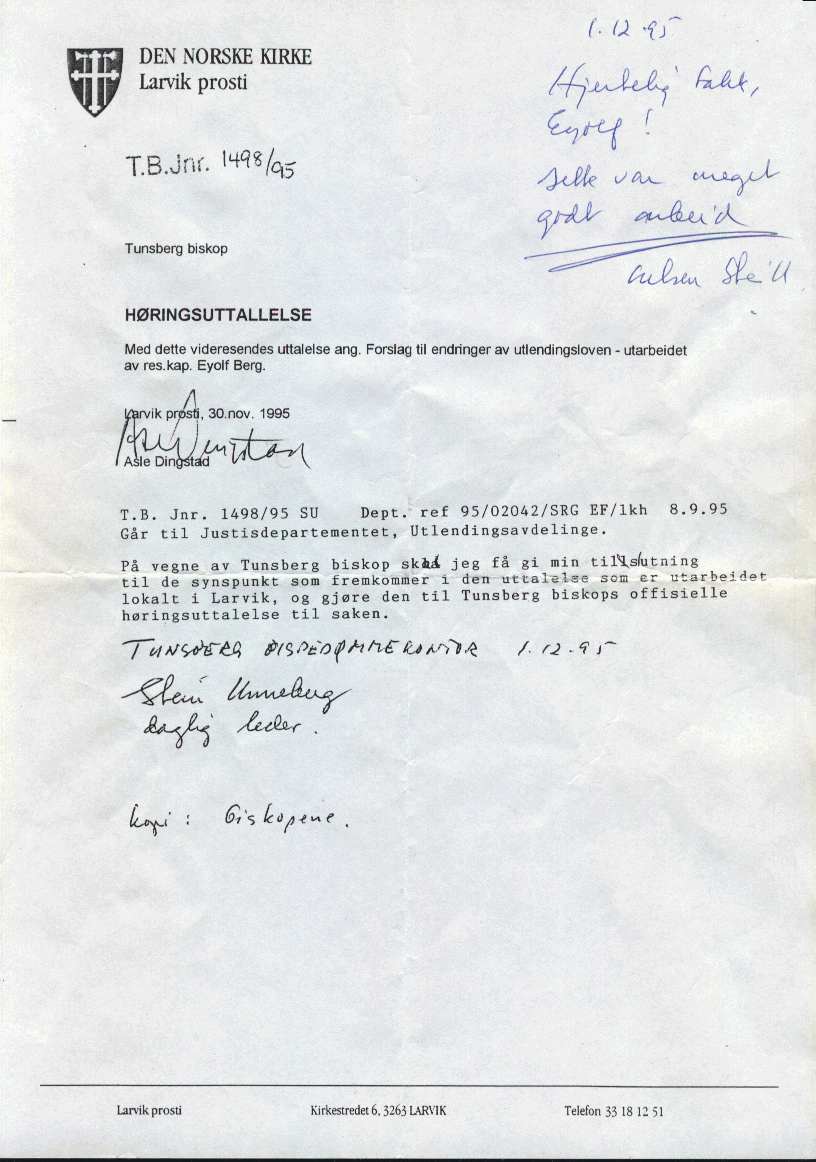 DEN NORSKE KIRKE
Larvik prosti
1.12.95
Hjertelig takk,
Eyolf!
Dette var meget
godt arbeid
hilsen Stein U
T.B.Jnr. 1498/95
Tunsberg biskop
HØRINGSUTTALLELSE
Med dette videresendes uttalelse ang. Forslag til endringer av utlendingsloven - utarbeidet
av res.kap. Eyolf Berg.
Larvik prosti, 30.nov. 1995
Asle Dingstad
Asle Dingstad
T.B. Jnr. 1498/95 SU Dept. ref 95/02042/SRG EF/lkh 8.9.95
Går til Justisdepartementet, Utlendingsavdelinge.
På vegne av Tunsberg biskop skal jeg få gi min tilslutning
til de synspunkt som fremkommer i den uttalelse som er utarbeidet
lokalt i Larvik, og gjøre den til Tunsberg biskops offisielle
høringsuttalelse til saken.
TUNSBERG BISPEDØMMEKONTOR 1.12.95
Stein Unneberg
daglig leder.
kopi: Biskopene.
Larvik prosti Kirkestredet 6, 3263 LARVIK Telefon 33 18 12 51